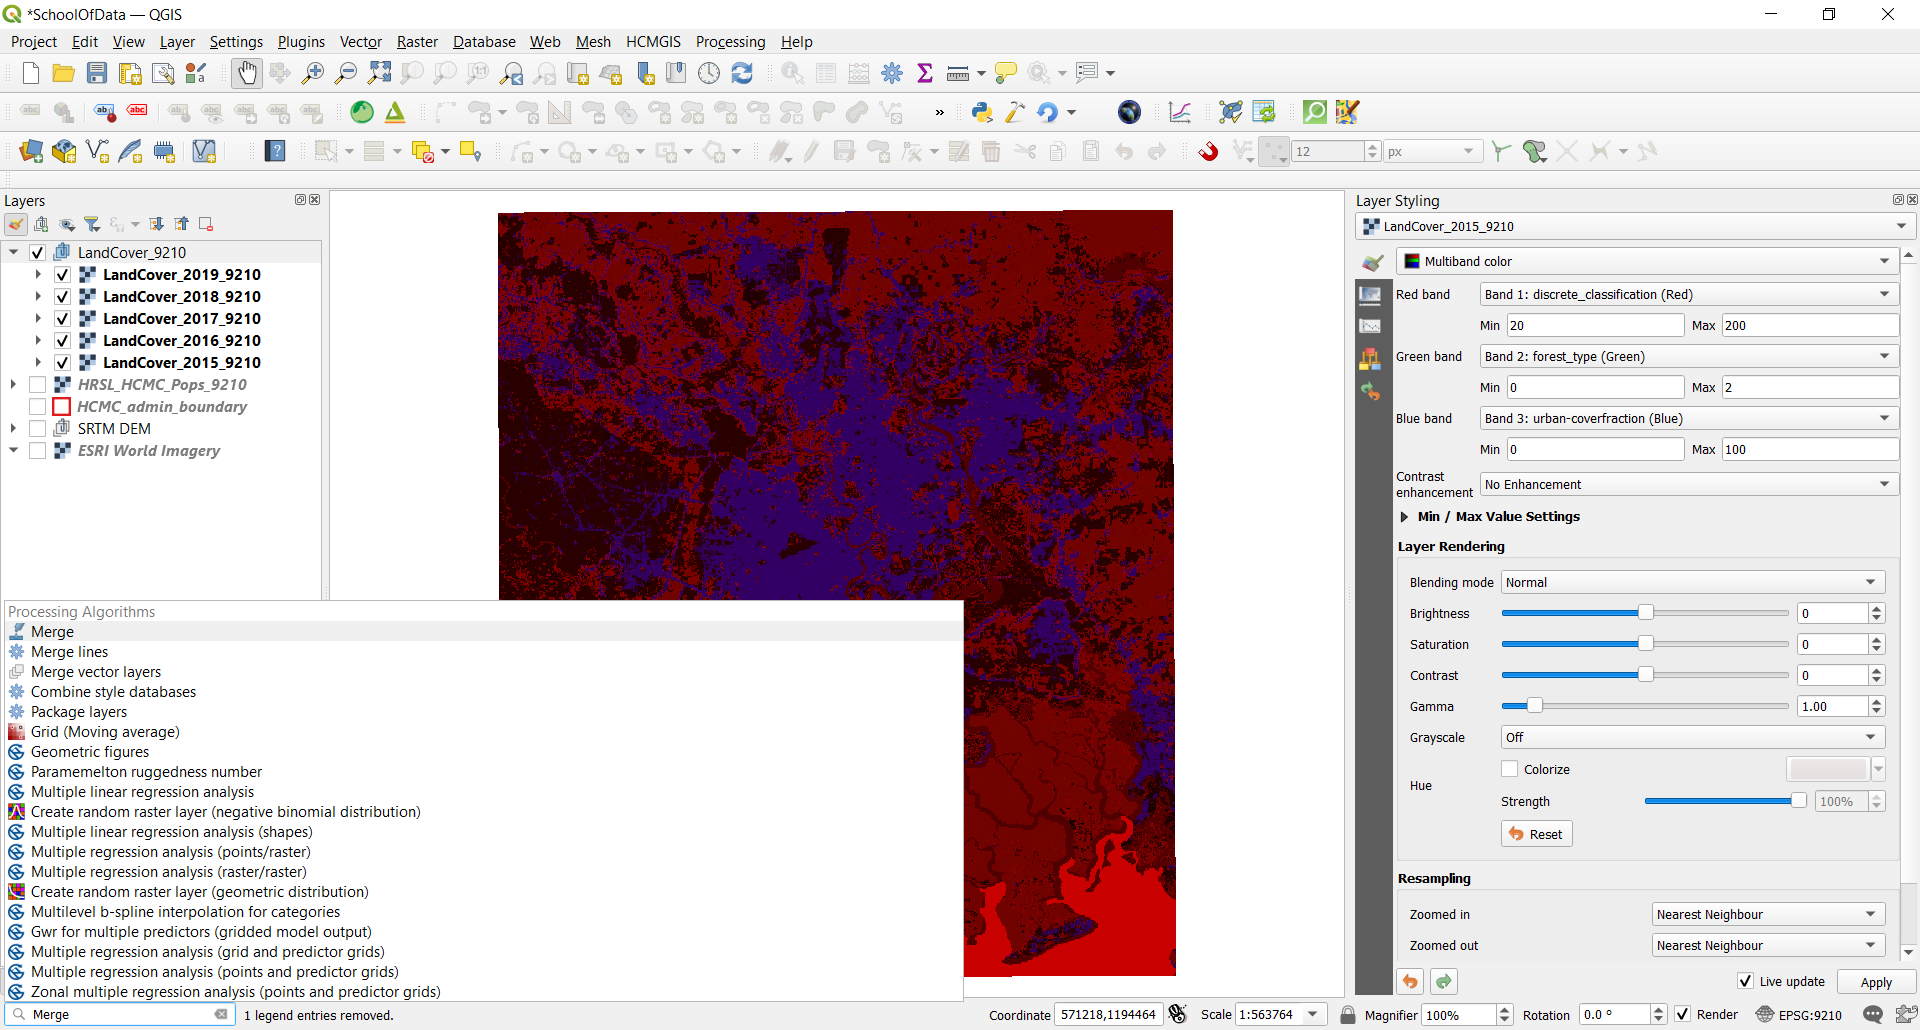 *SchoolOfData — QGIS
Project Edit View Layer Settings Plugins Vector Raster Database Web Mesh HCMGIS Processing Help
12 px
Layers
LandCover_9210
LandCover_2019_9210
LandCover_2018_9210
LandCover_2017_9210
LandCover_2016_9210
LandCover_2015_9210
HRSL_HCMC_Pops_9210
HCMC_admin_boundary
SRTM DEM
ESRI World Imagery
Processing Algorithms
Merge
Merge lines
Merge vector layers
Combine style databases
Package layers
Grid (Moving average)
Geometric figures
Paramemelton ruggedness number
Multiple linear regression analysis
Create random raster layer (negative binomial distribution)
Multiple linear regression analysis (shapes)
Multiple regression analysis (points/raster)
Multiple regression analysis (raster/raster)
Create random raster layer (geometric distribution)
Multilevel b-spline interpolation for categories
Gwr for multiple predictors (gridded model output)
Multiple regression analysis (grid and predictor grids)
Multiple regression analysis (points and predictor grids)
Zonal multiple regression analysis (points and predictor grids)
Layer Styling
LandCover_2015_9210
Multiband color
Red band Band 1: discrete_classification (Red)
Min 20 Max 200
Green band Band 2: forest_type (Green)
Min 0 Max 2
Blue band Band 3: urban-coverfraction (Blue)
Min 0 Max 100
Contrast enhancement No Enhancement
Min / Max Value Settings
Layer Rendering
Blending mode Normal
Brightness 0
Saturation 0
Contrast 0
Gamma 1.00
Grayscale Off
Hue Colorize
Strength 100%
Reset
Resampling
Zoomed in Nearest Neighbour
Zoomed out Nearest Neighbour
Live update Apply
Merge 1 legend entries removed. Coordinate 571218,1194464 Scale 1:563764 Magnifier 100% Rotation 0.0 ° Render EPSG:9210